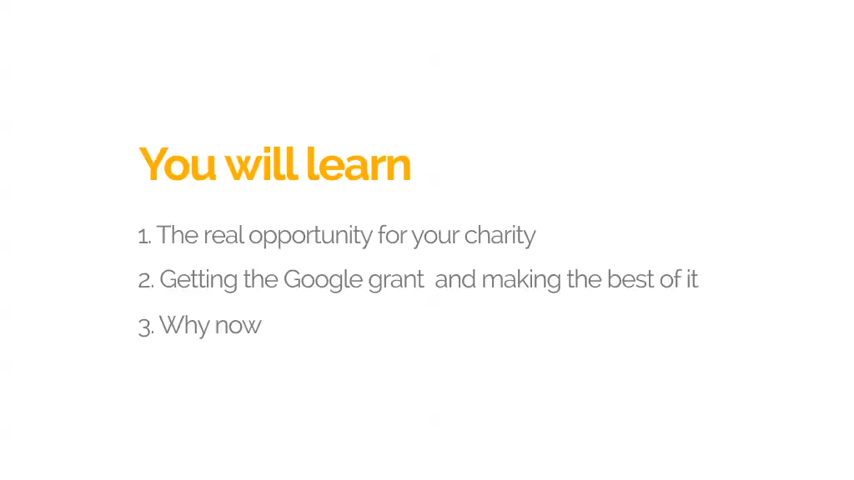 You will learn
1. The real opportunity for your charity
2. Getting the Google grant  and making the best of it
3. Why now